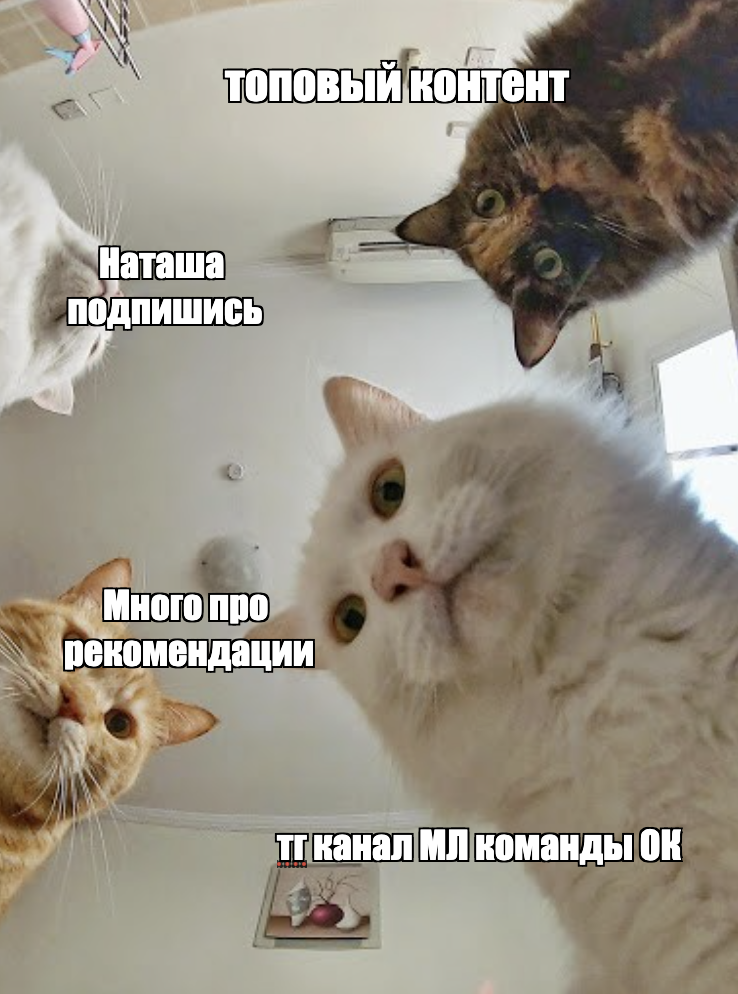 топовый контент
Наташа
подпишись
Много про
рекомендации
тг канал МЛ команды ОК